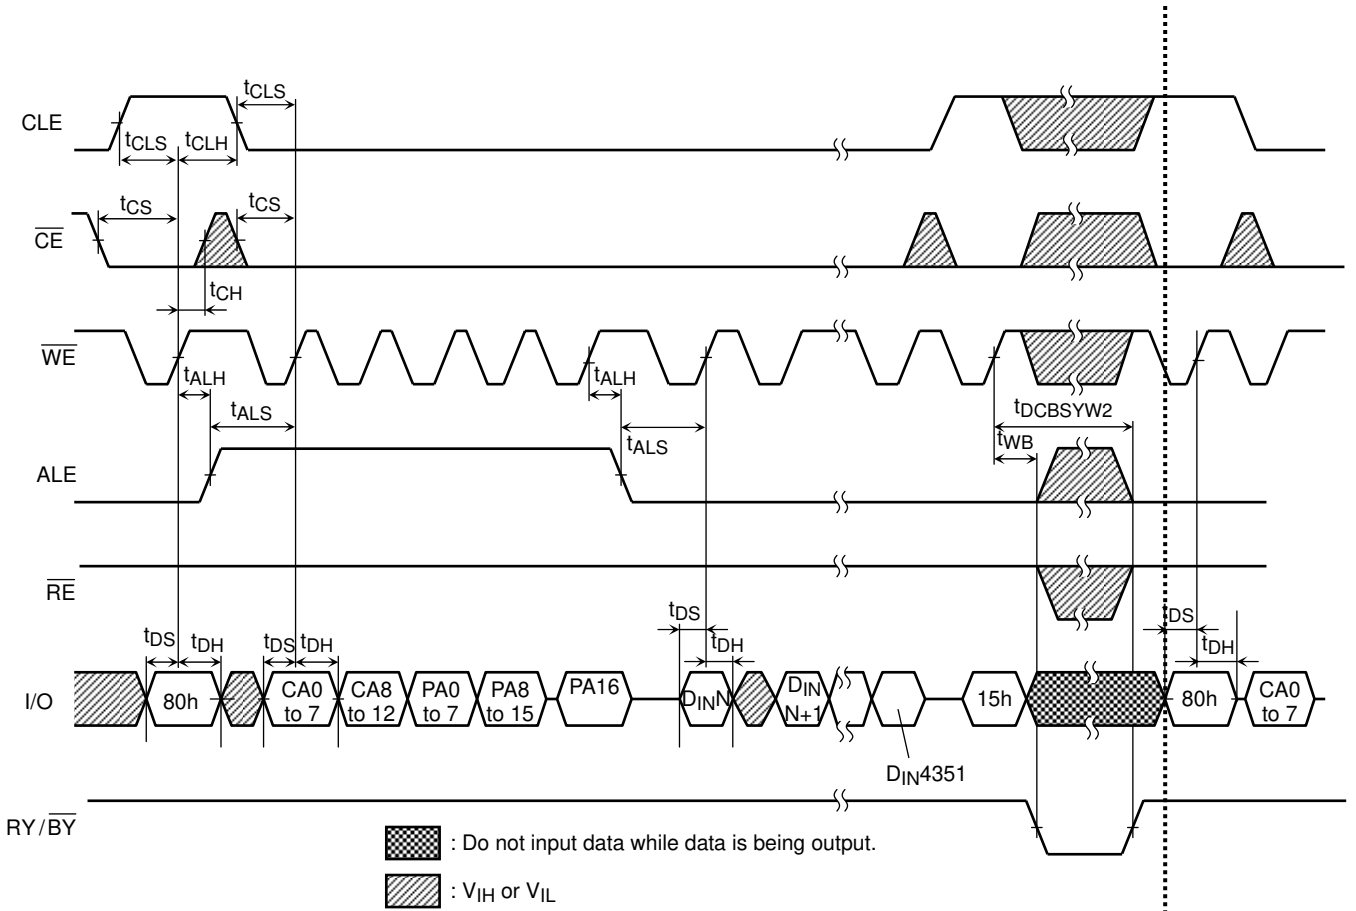 tCLS
CLE
tCLS
tCLH
tCS
tCS
CE
tCH
WE
tALH
tALH
tALS
tDCBSYW2
tALS
tWB
ALE
RE
tDS
tDH
tDS
tDH
tDS
tDH
tDS
tDH
I/O
80h
CA0
to 7
CA8
to 12
PA0
to 7
PA8
to 15
PA16
DINN
DIN
N+1
15h
80h
CA0
to 7
DIN4351
RY/BY
: Do not input data while data is being output.
: VIH or VIL